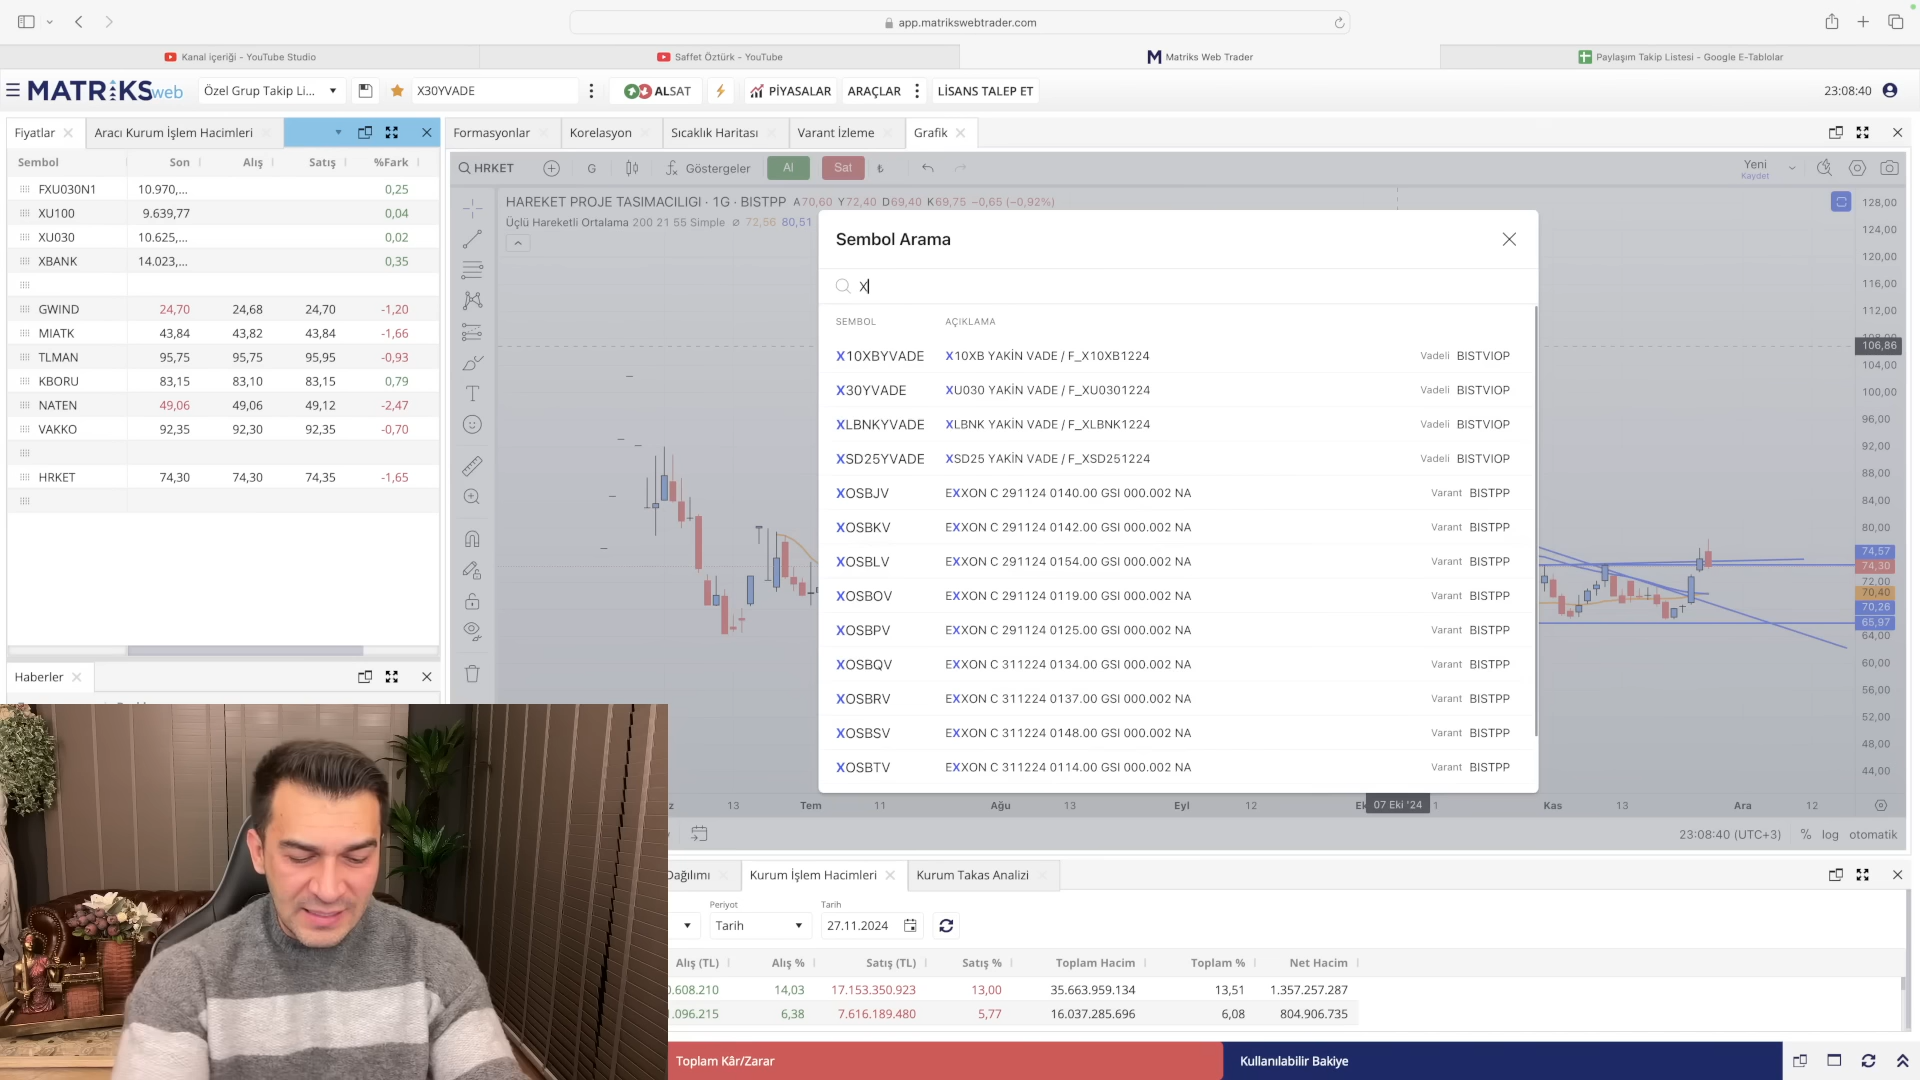 app.matrikswebtrader.com
Kanal içeriği - YouTube Studio
Saffet Öztürk - YouTube
Matriks Web Trader
Paylaşım Takip Listesi - Google E-Tablolar
MATRİKS web
Özel Grup Takip Li...
X30YVADE
ALSAT
PİYASALAR
ARAÇLAR
LİSANS TALEP ET
23:08:40
Fiyatlar
Aracı Kurum İşlem Hacimleri
Formasyonlar
Korelasyon
Sıcaklık Haritası
Varant İzleme
Grafik
Sembol Son Alış Satış %Fark
FXU030N1 10.970,... 0,25
XU100 9.639,77 0,04
XU030 10.625,... 0,02
XBANK 14.023,... 0,35
GWIND 24,70 24,68 24,70 -1,20
MIATK 43,84 43,82 43,84 -1,66
TLMAN 95,75 95,75 95,95 -0,93
KBORU 83,15 83,10 83,15 0,79
NATEN 49,06 49,06 49,12 -2,47
VAKKO 92,35 92,30 92,35 -0,70
HRKET 74,30 74,30 74,35 -1,65
Haberler
HRKET
G
Göstergeler
Al
Sat
₺
Yeni
Kaydet
HAREKET PROJE TASIMACILIGI · 1G · BISTPP A70,60 Y72,40 D69,40 K69,75 −0,65 (−0,92%)
Üçlü Hareketli Ortalama 200 21 55 Simple ⌀ 72,56 80,51
Sembol Arama
X
SEMBOL AÇIKLAMA
X10XBYVADE X10XB YAKİN VADE / F_X10XB1224 Vadeli BISTVIOP
X30YVADE XU030 YAKİN VADE / F_XU0301224 Vadeli BISTVIOP
XLBNKYVADE XLBNK YAKİN VADE / F_XLBNK1224 Vadeli BISTVIOP
XSD25YVADE XSD25 YAKİN VADE / F_XSD251224 Vadeli BISTVIOP
XOSBJV EXXON C 291124 0140.00 GSI 000.002 NA Varant BISTPP
XOSBKV EXXON C 291124 0142.00 GSI 000.002 NA Varant BISTPP
XOSBLV EXXON C 291124 0154.00 GSI 000.002 NA Varant BISTPP
XOSBOV EXXON C 291124 0119.00 GSI 000.002 NA Varant BISTPP
XOSBPV EXXON C 291124 0125.00 GSI 000.002 NA Varant BISTPP
XOSBQV EXXON C 311224 0134.00 GSI 000.002 NA Varant BISTPP
XOSBRV EXXON C 311224 0137.00 GSI 000.002 NA Varant BISTPP
XOSBSV EXXON C 311224 0148.00 GSI 000.002 NA Varant BISTPP
XOSBTV EXXON C 311224 0114.00 GSI 000.002 NA Varant BISTPP
128,00
124,00
120,00
116,00
112,00
106,86
104,00
100,00
96,00
92,00
88,00
84,00
80,00
74,57
74,30
72,00
70,40
70,26
65,97
64,00
60,00
56,00
52,00
48,00
44,00
z 13 Tem 11 Ağu 13 Eyl 12 Ek 07 Eki '24 1 Kas 13 Ara 12
23:08:40 (UTC+3) % log otomatik
Dağılımı
Kurum İşlem Hacimleri
Kurum Takas Analizi
Periyot
Tarih
Tarih
27.11.2024
Alış (TL) Alış % Satış (TL) Satış % Toplam Hacim Toplam % Net Hacim
.608.210 14,03 17.153.350.923 13,00 35.663.959.134 13,51 1.357.257.287
.096.215 6,38 7.616.189.480 5,77 16.037.285.696 6,08 804.906.735
Toplam Kâr/Zarar
Kullanılabilir Bakiye